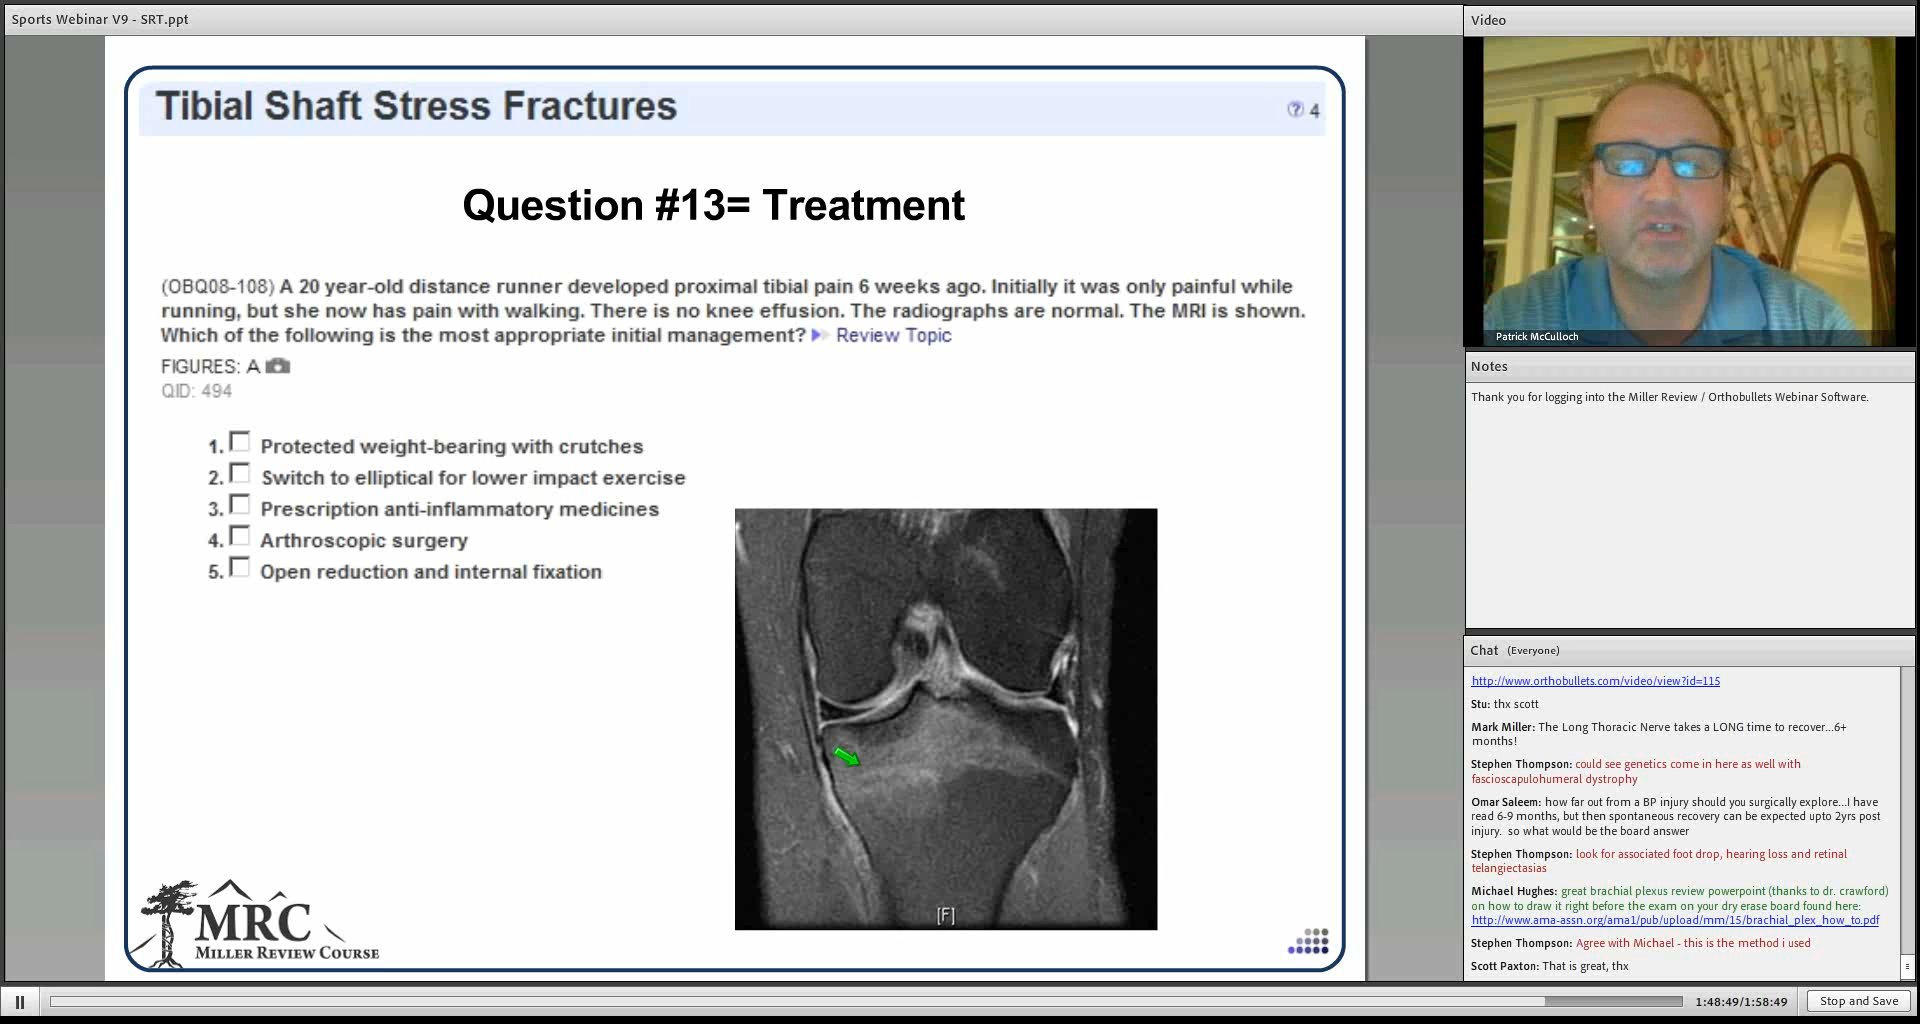 Sports Webinar V9 - SRT.ppt
Tibial Shaft Stress Fractures
? 4
Question #13= Treatment
(OBQ08-108) A 20 year-old distance runner developed proximal tibial pain 6 weeks ago. Initially it was only painful while
running, but she now has pain with walking. There is no knee effusion. The radiographs are normal. The MRI is shown.
Which of the following is the most appropriate initial management? Review Topic
FIGURES: A
QID: 494
1. Protected weight-bearing with crutches
2. Switch to elliptical for lower impact exercise
3. Prescription anti-inflammatory medicines
4. Arthroscopic surgery
5. Open reduction and internal fixation
[F]
MRC
MILLER REVIEW COURSE
Video
Patrick McCulloch
Notes
Thank you for logging into the Miller Review / Orthobullets Webinar Software.
Chat (Everyone)
http://www.orthobullets.com/video/view?id=115
Stu: thx scott
Mark Miller: The Long Thoracic Nerve takes a LONG time to recover...6+
months!
Stephen Thompson: could see genetics come in here as well with
fascioscapulohumeral dystrophy
Omar Saleem: how far out from a BP injury should you surgically explore...I have
read 6-9 months, but then spontaneous recovery can be expected upto 2yrs post
injury. so what would be the board answer
Stephen Thompson: look for associated foot drop, hearing loss and retinal
telangiectasias
Michael Hughes: great brachial plexus review powerpoint (thanks to dr. crawford)
on how to draw it right before the exam on your dry erase board found here:
http://www.ama-assn.org/ama1/pub/upload/mm/15/brachial_plex_how_to.pdf
Stephen Thompson: Agree with Michael - this is the method i used
Scott Paxton: That is great, thx
1:48:49/1:58:49
Stop and Save